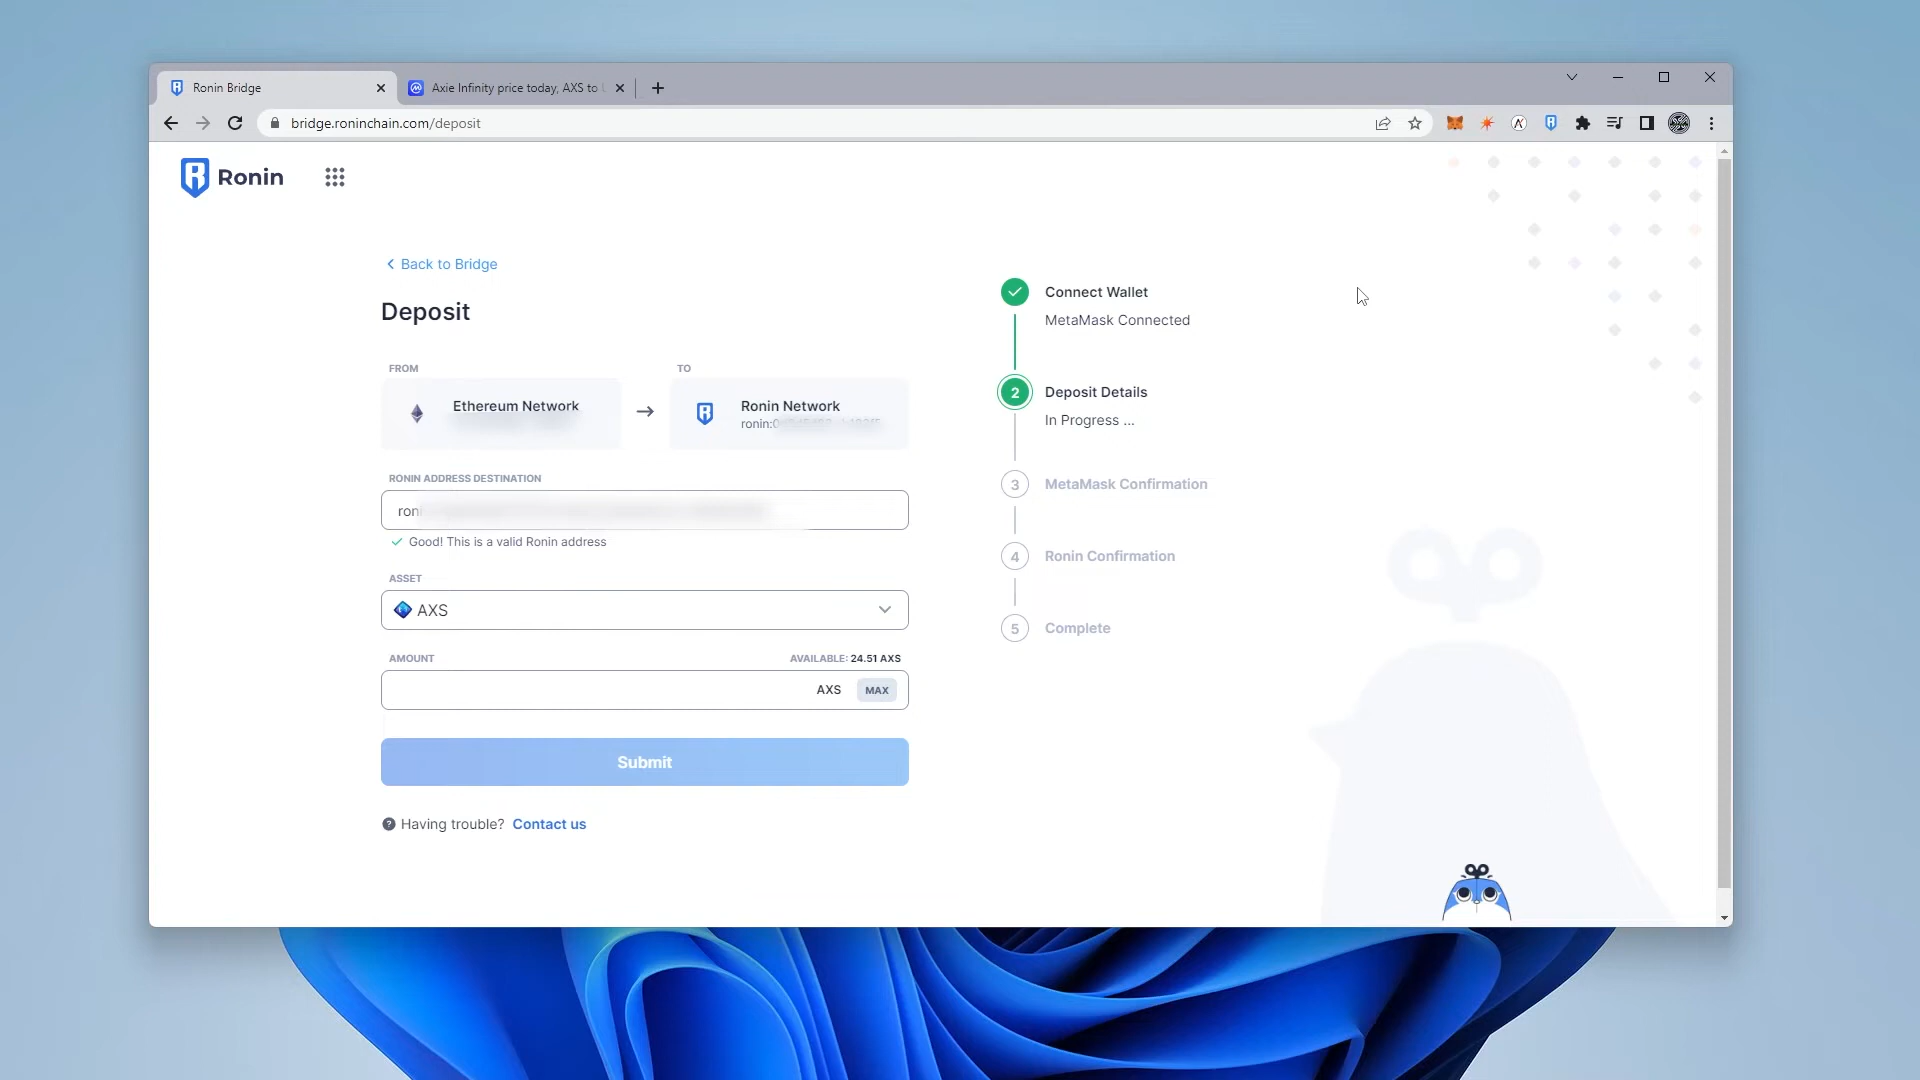 Ronin Bridge
Axie Infinity price today, AXS to
bridge.roninchain.com/deposit
Ronin
Back to Bridge
Deposit
FROM
TO
Ethereum Network
Ronin Network
ronin:
RONIN ADDRESS DESTINATION
roni
Good! This is a valid Ronin address
ASSET
AXS
AMOUNT
AVAILABLE: 24.51 AXS
AXS
MAX
Submit
Having trouble? Contact us
Connect Wallet
MetaMask Connected
2
Deposit Details
In Progress ...
3
MetaMask Confirmation
4
Ronin Confirmation
5
Complete